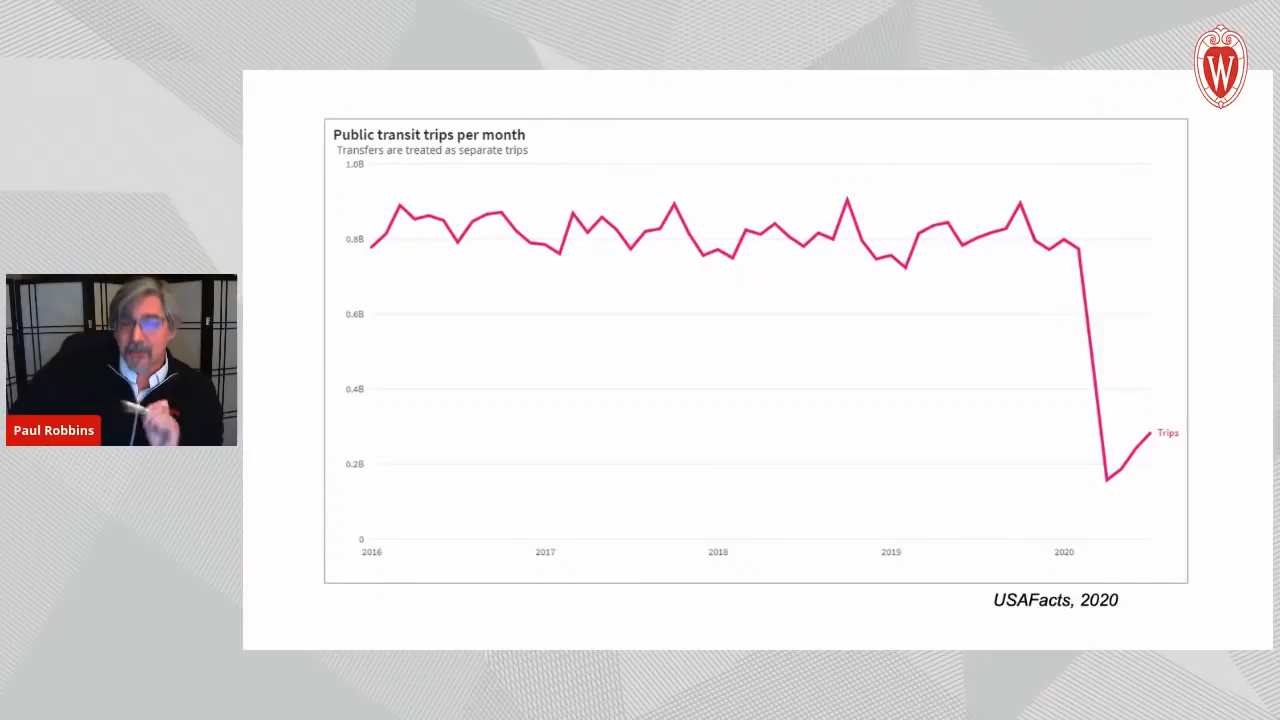 W
Public transit trips per month
Transfers are treated as separate trips
1.0B
0.8B
0.6B
0.4B
0.2B
0
2016 2017 2018 2019 2020
Trips
USAFacts, 2020
Paul Robbins